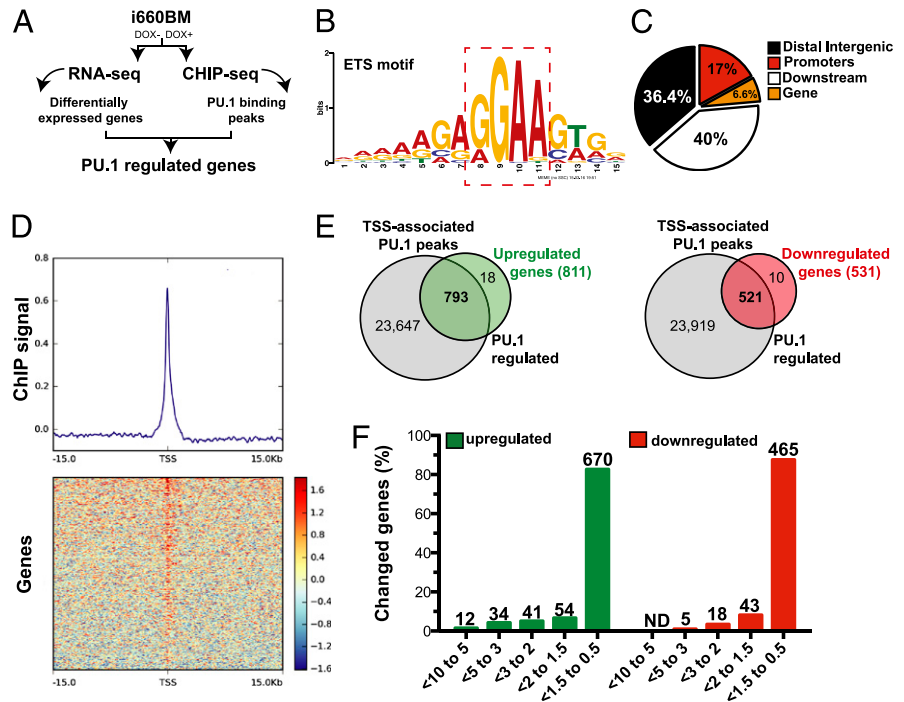 A
i660BM
DOX- DOX+
RNA-seq
CHIP-seq
Differentially
expressed genes
PU.1 binding
peaks
PU.1 regulated genes
B
ETS motif
bits
2
1
0
1 2 3 4 5 6 7 8 9 10 11 12 13 14 15
C
Distal Intergenic
Promoters
Downstream
Gene
17%
6.6%
36.4%
40%
D
ChIP signal
0.8
0.6
0.4
0.2
0.0
-15.0
TSS
15.0Kb
Genes
1.6
1.2
0.8
0.4
0.0
−0.4
−0.8
−1.2
−1.6
-15.0
TSS
15.0Kb
E
TSS-associated
PU.1 peaks
Upregulated
genes (811)
18
793
23,647
PU.1
regulated
TSS-associated
PU.1 peaks
Downregulated
genes (531)
10
521
23,919
PU.1
regulated
F
Changed genes (%)
100
80
60
40
20
0
upregulated
downregulated
12
34
41
54
670
ND
5
18
43
465
<10 to 5
<5 to 3
<3 to 2
<2 to 1.5
<1.5 to 0.5
<10 to 5
<5 to 3
<3 to 2
<2 to 1.5
<1.5 to 0.5